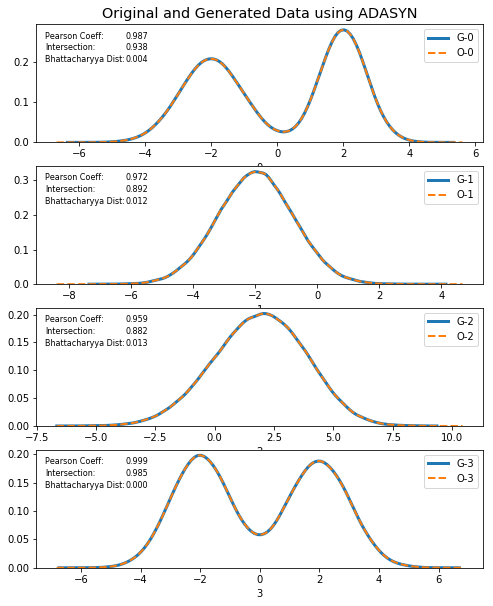 Original and Generated Data using ADASYN
Pearson Coeff: 0.987
Intersection: 0.938
Bhattacharyya Dist: 0.004
G-0
O-0
0.2
0.1
0.0
−6 −4 −2 0 2 4 6
Pearson Coeff: 0.972
Intersection: 0.892
Bhattacharyya Dist: 0.012
G-1
O-1
0.3
0.2
0.1
0.0
−8 −6 −4 −2 0 2 4
Pearson Coeff: 0.959
Intersection: 0.882
Bhattacharyya Dist: 0.013
G-2
O-2
0.20
0.15
0.10
0.05
0.00
−7.5 −5.0 −2.5 0.0 2.5 5.0 7.5 10.0
Pearson Coeff: 0.999
Intersection: 0.985
Bhattacharyya Dist: 0.000
G-3
O-3
0.20
0.15
0.10
0.05
0.00
−6 −4 −2 0 2 4 6
3